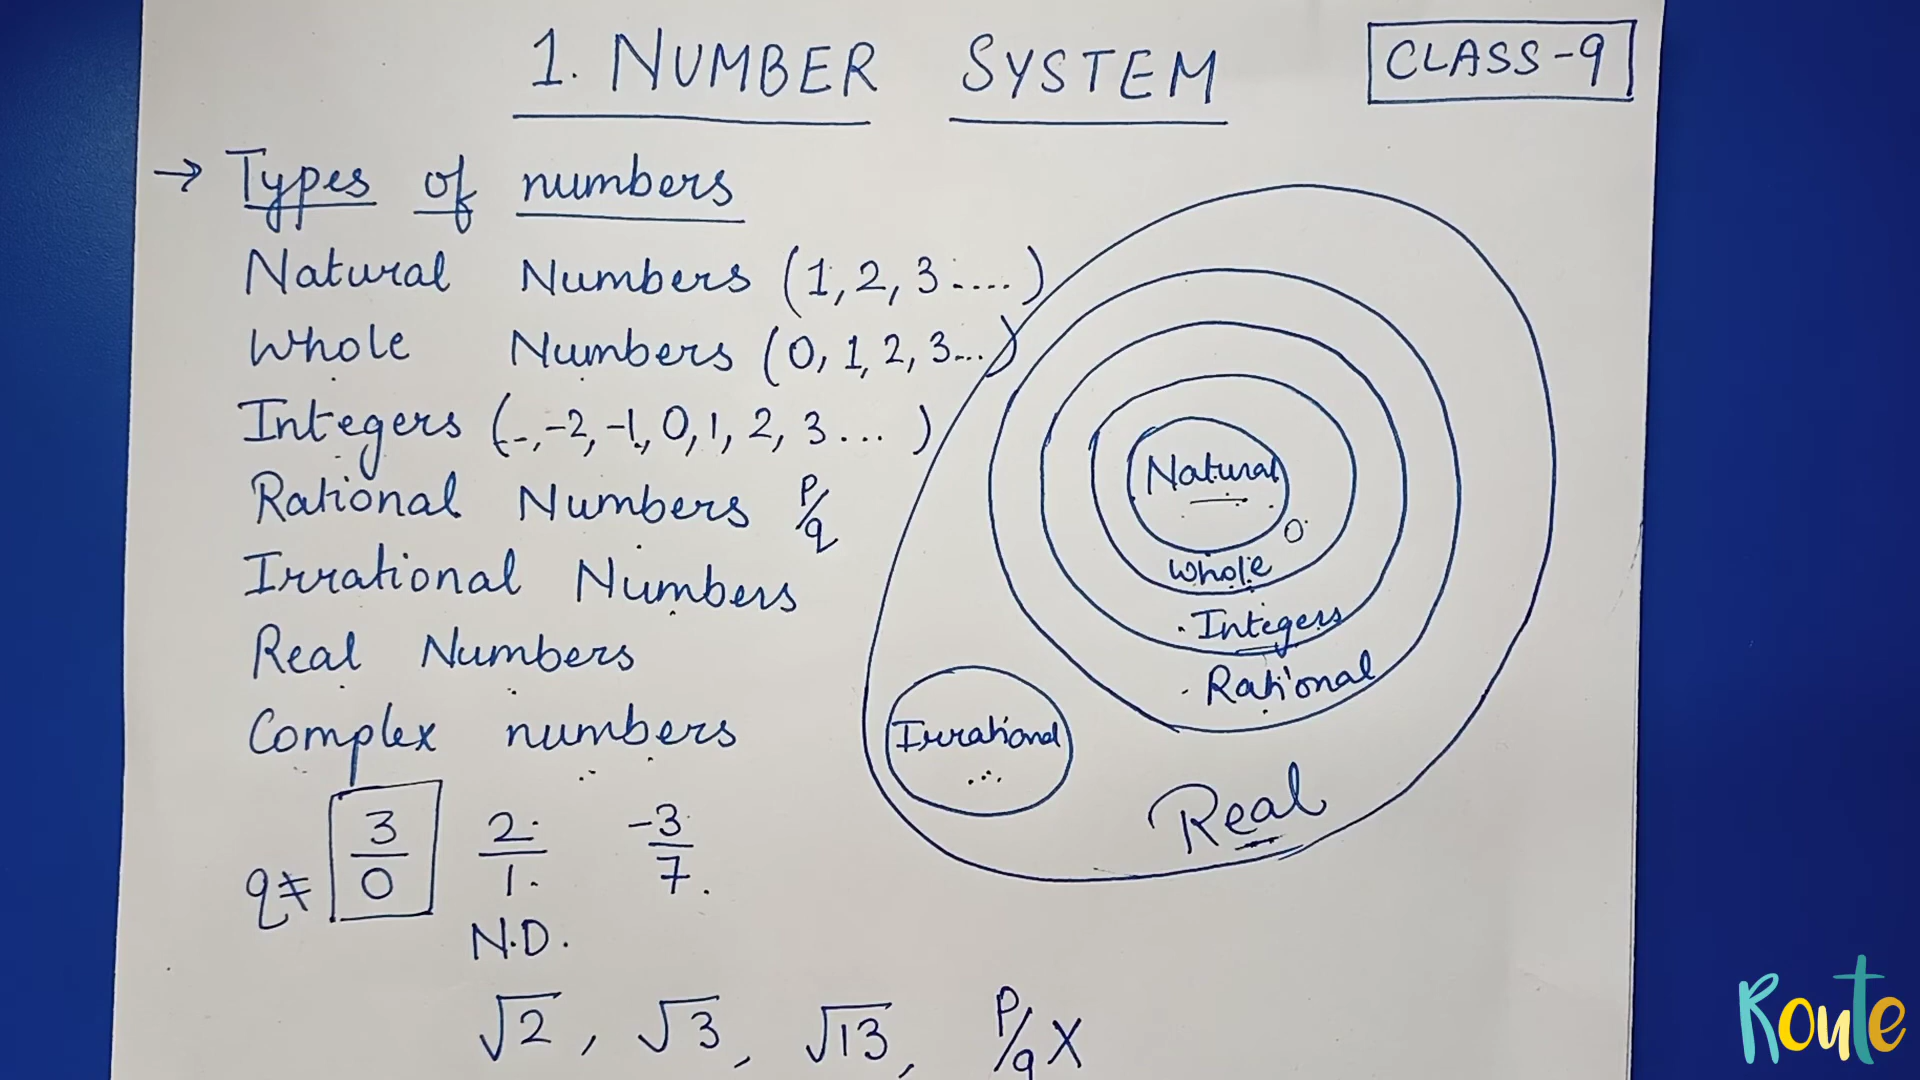 1. NUMBER SYSTEM
CLASS-9
→ Types of numbers
Natural Numbers (1, 2, 3 .....)
Whole Numbers (0, 1, 2, 3...)
Integers (.., -2, -1, 0, 1, 2, 3 ... )
Rational Numbers p/q
Irrational Numbers
Real Numbers
Complex numbers
q≠ 3/0 2/1 -3/7
N.D.
√2, √3, √13, p/q X
Natural
0
Whole
Integers
Rational
Irrational
Real
Route